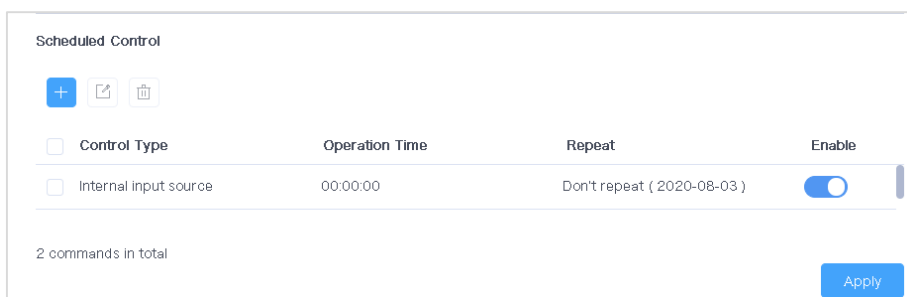 Scheduled Control
Control Type Operation Time Repeat Enable
Internal input source 00:00:00 Don't repeat ( 2020-08-03 )
2 commands in total
Apply